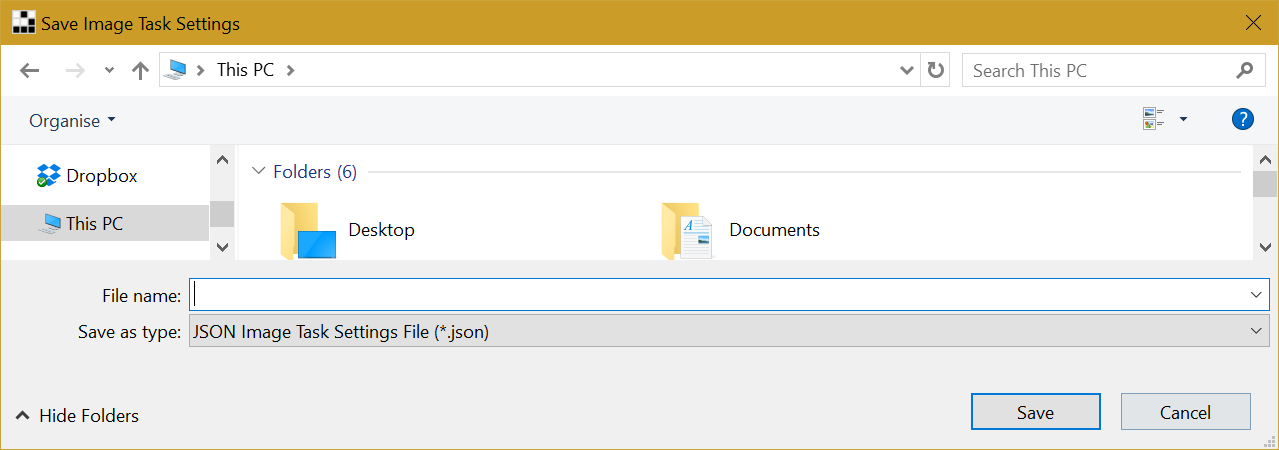 Save Image Task Settings
This PC
Search This PC
Organise
?
Dropbox
Folders (6)
This PC
Desktop
Documents
File name:
Save as type: JSON Image Task Settings File (*.json)
Hide Folders
Save
Cancel